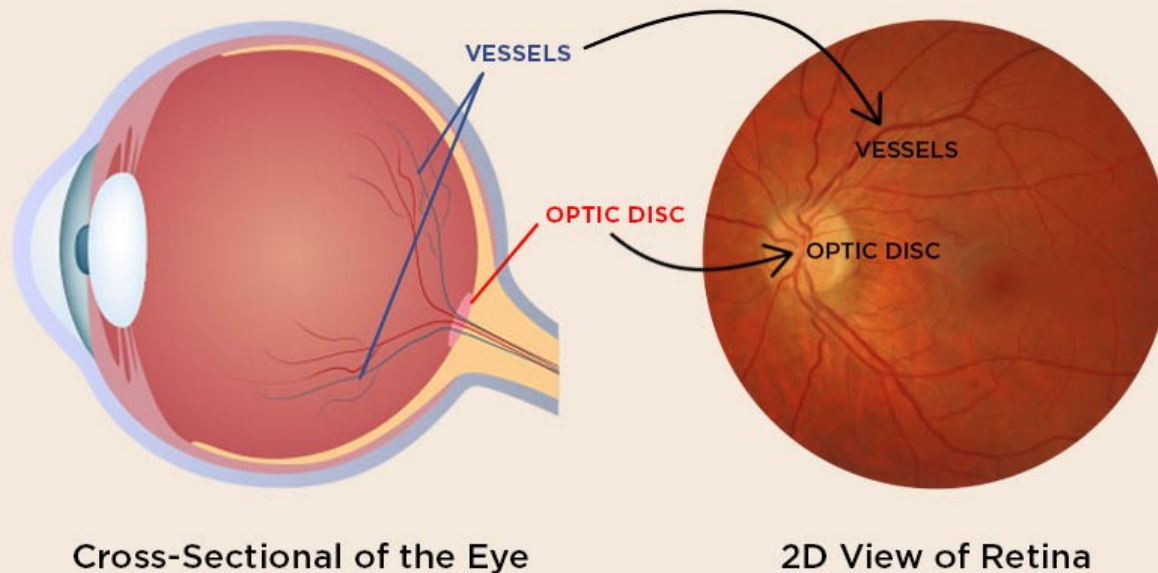 VESSELS
VESSELS
OPTIC DISC
OPTIC DISC
Cross-Sectional of the Eye
2D View of Retina